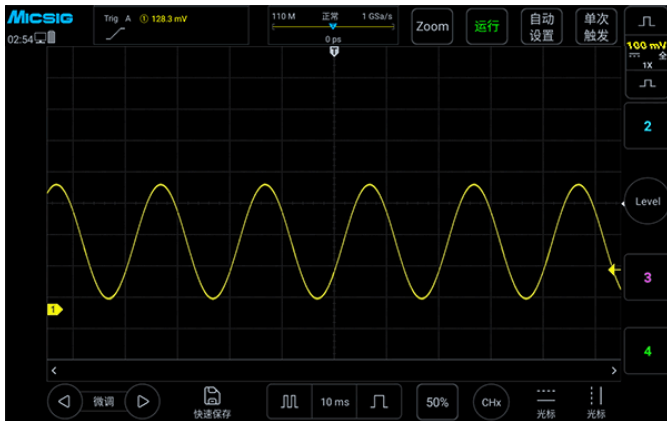 MICSIG
Trig A ① 128.3 mV
110 M 正常 1 GSa/s
0 ps
T
Zoom
运行
自动
设置
单次
触发
02:54
100 mV
全
1X
2
Level
3
4
1
微调
快速保存
10 ms
50%
CHx
光标
光标